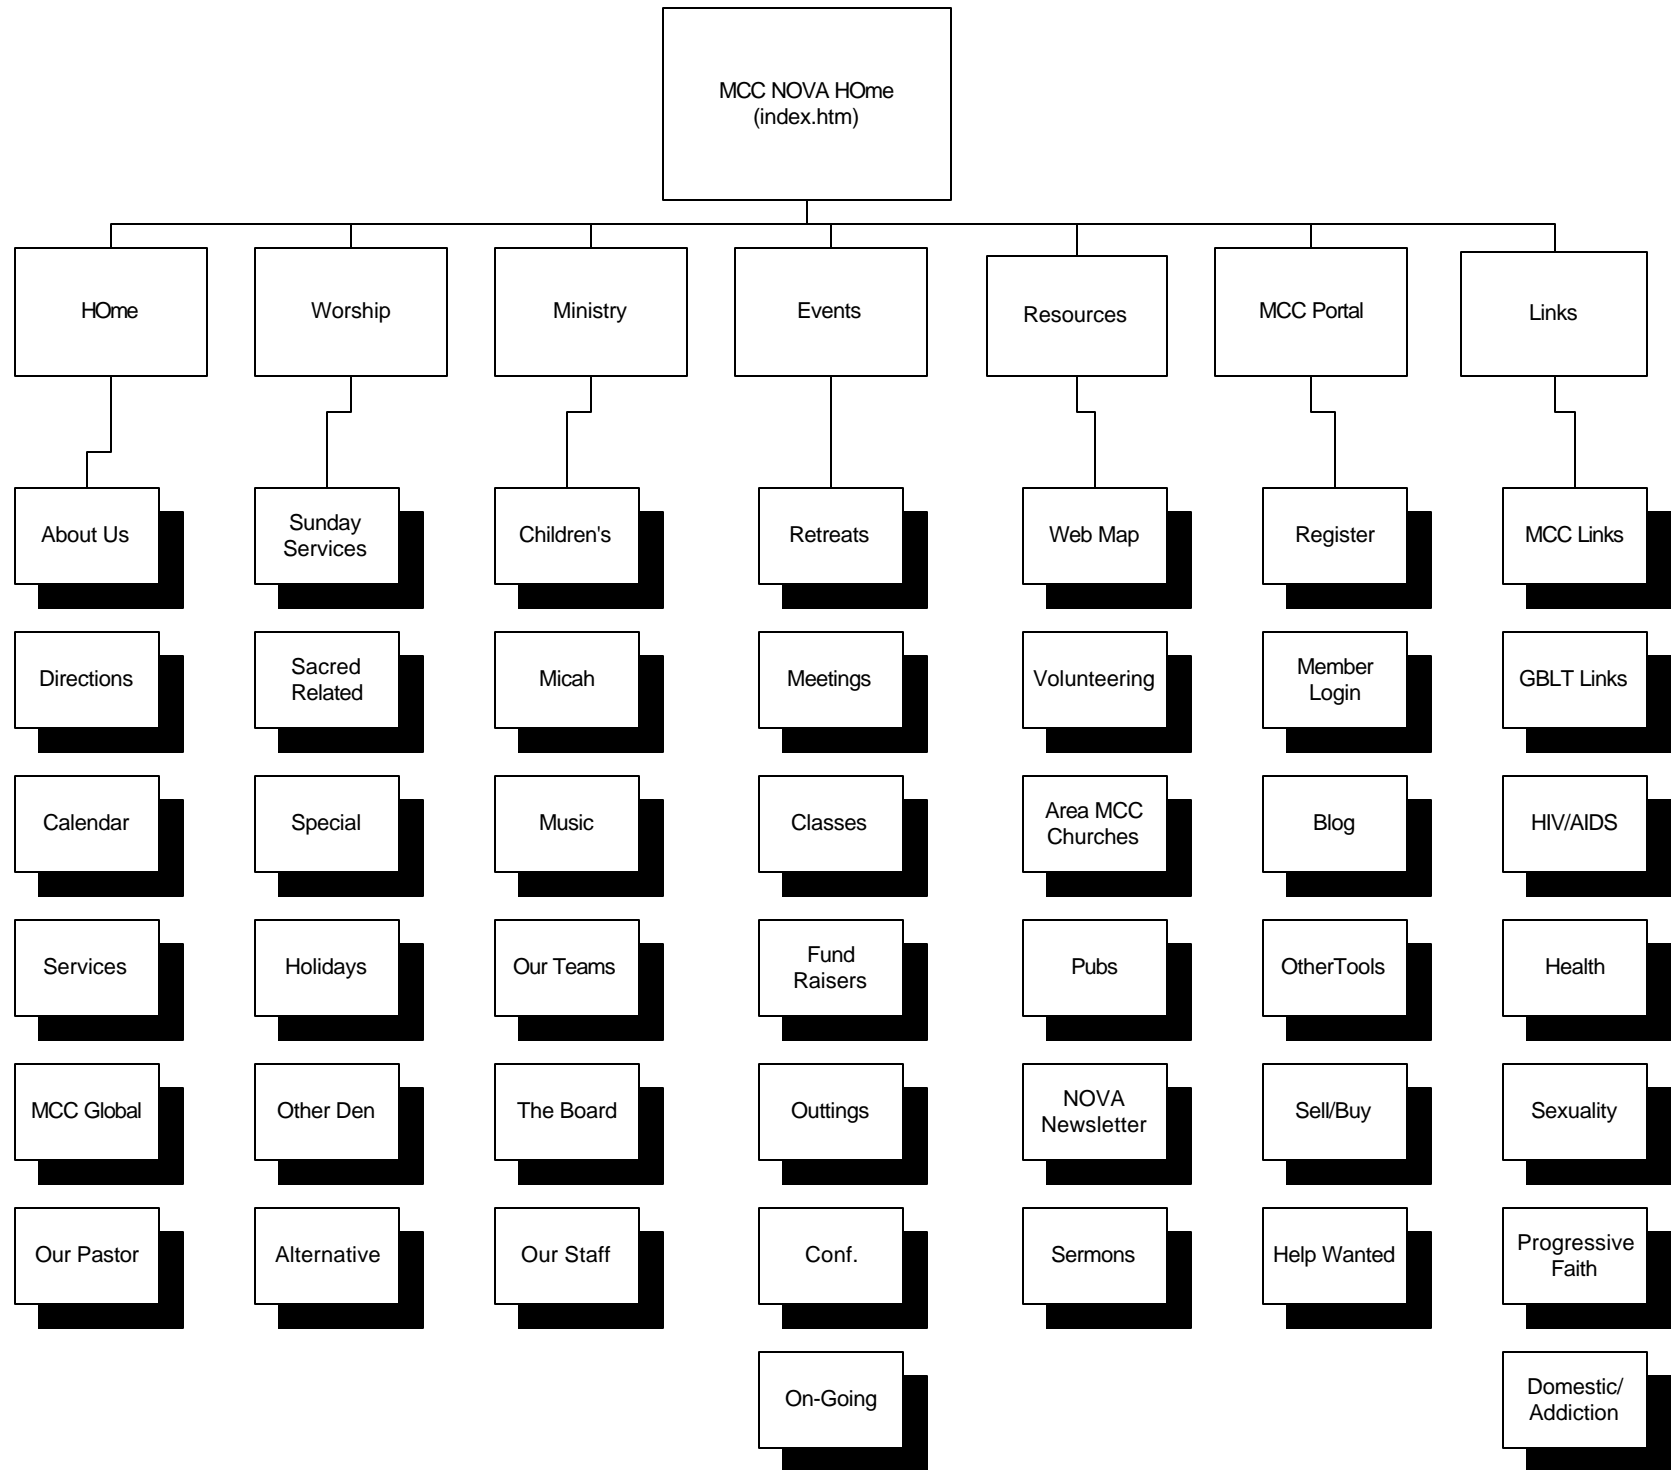 MCC NOVA HOme
(index.htm)
HOme
Worship
Ministry
Events
Resources
MCC Portal
Links
About Us
Sunday
Services
Children's
Retreats
Web Map
Register
MCC Links
Directions
Sacred
Related
Micah
Meetings
Volunteering
Member
Login
GBLT Links
Calendar
Special
Music
Classes
Area MCC
Churches
Blog
HIV/AIDS
Services
Holidays
Our Teams
Fund
Raisers
Pubs
OtherTools
Health
MCC Global
Other Den
The Board
Outtings
NOVA
Newsletter
Sell/Buy
Sexuality
Our Pastor
Alternative
Our Staff
Conf.
Sermons
Help Wanted
Progressive
Faith
On-Going
Domestic/
Addiction